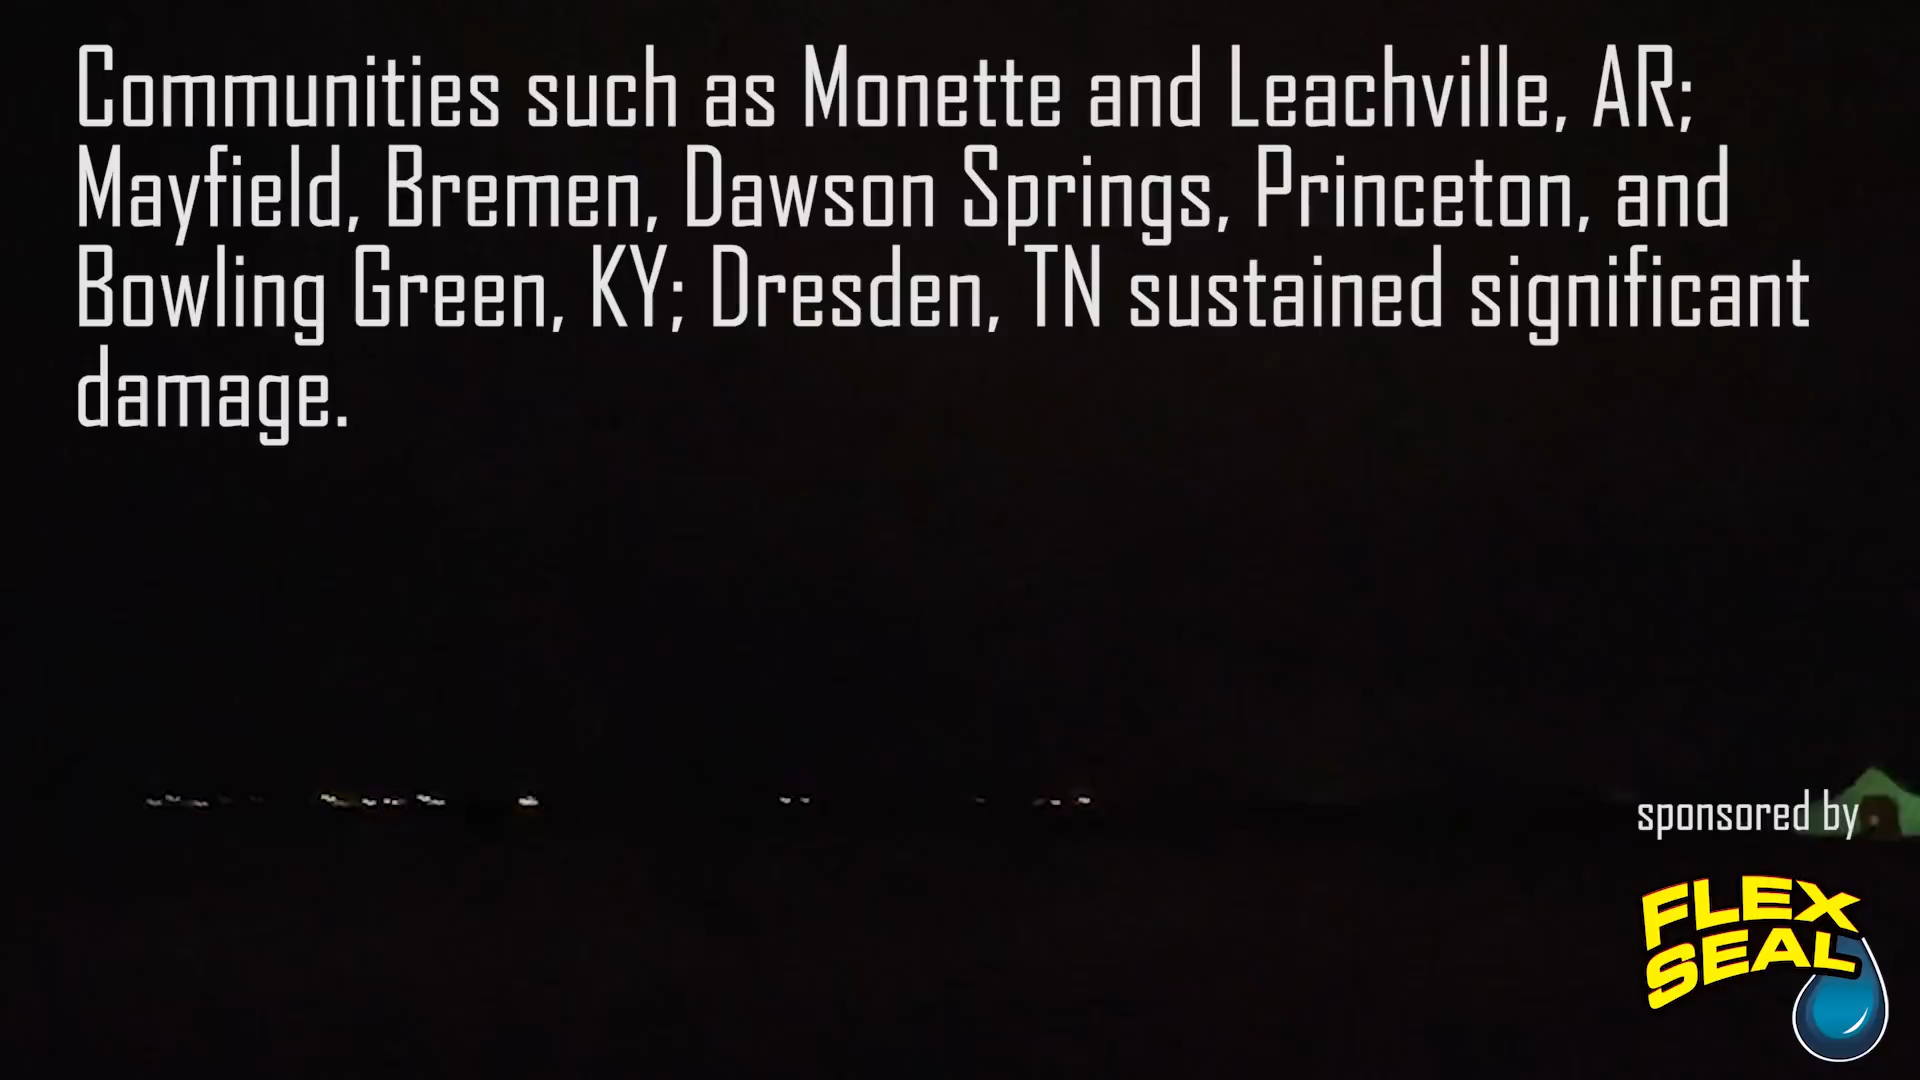 Communities such as Monette and Leachville, AR;
Mayfield, Bremen, Dawson Springs, Princeton, and
Bowling Green, KY; Dresden, TN sustained significant
damage.
sponsored by
FLEX
SEAL